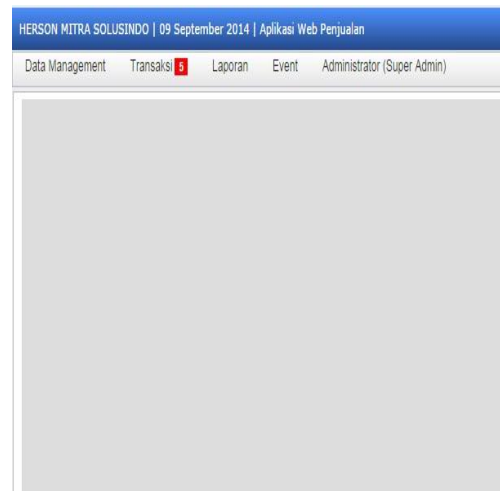 HERSON MITRA SOLUSINDO | 09 September 2014 | Aplikasi Web Penjualan
Data Management Transaksi 5 Laporan Event Administrator (Super Admin)